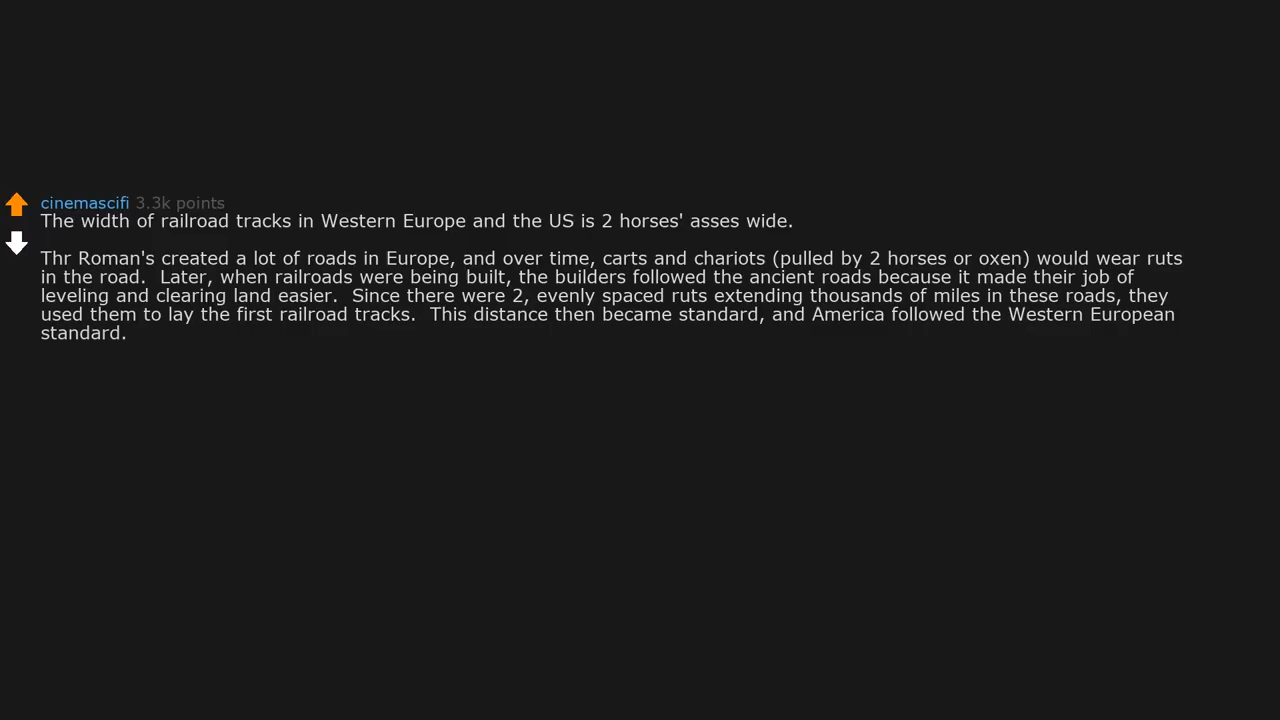 cinemascifi 3.3k points
The width of railroad tracks in Western Europe and the US is 2 horses' asses wide.
Thr Roman's created a lot of roads in Europe, and over time, carts and chariots (pulled by 2 horses or oxen) would wear ruts
in the road.  Later, when railroads were being built, the builders followed the ancient roads because it made their job of
leveling and clearing land easier.  Since there were 2, evenly spaced ruts extending thousands of miles in these roads, they
used them to lay the first railroad tracks.  This distance then became standard, and America followed the Western European
standard.